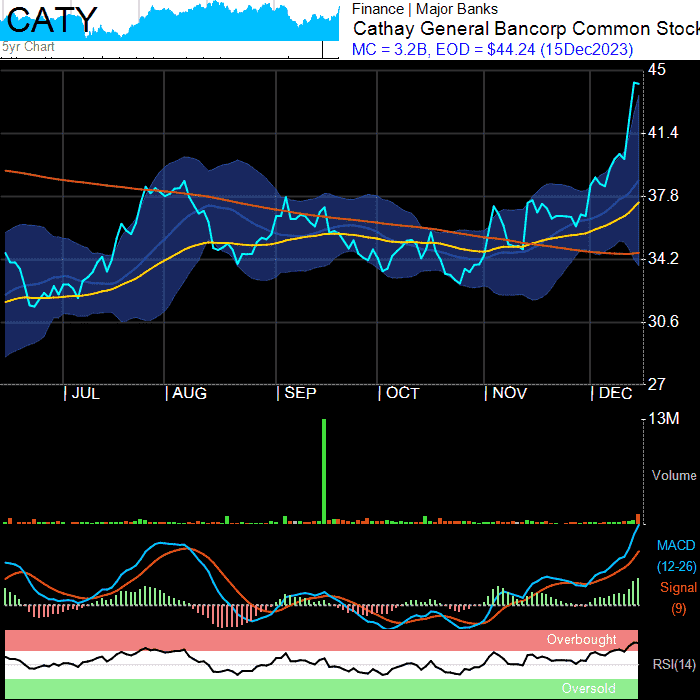 CATY
5yr Chart
Finance | Major Banks
Cathay General Bancorp Common Stock
MC = 3.2B, EOD = $44.24 (15Dec2023)
45
41.4
37.8
34.2
30.6
27
| JUL | AUG | SEP | OCT | NOV | DEC
13M
Volume
MACD
(12-26)
Signal
(9)
Overbought
RSI(14)
Oversold